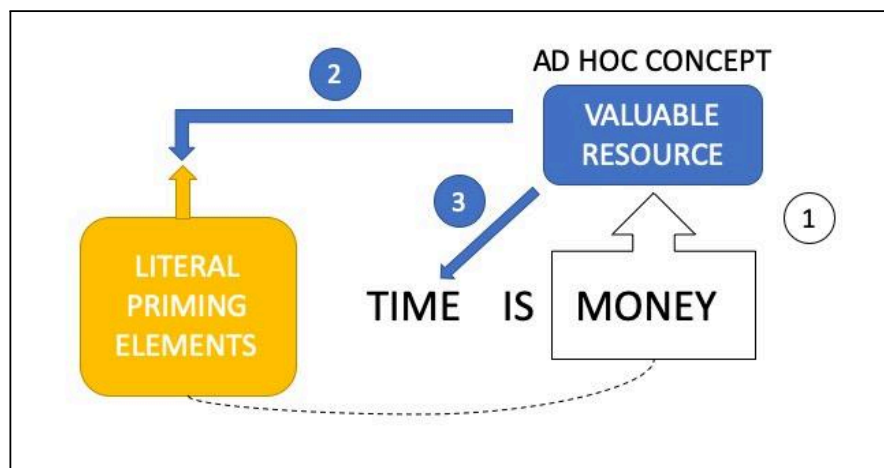 AD HOC CONCEPT
2
VALUABLE
RESOURCE
3
1
LITERAL
PRIMING
ELEMENTS
TIME IS MONEY